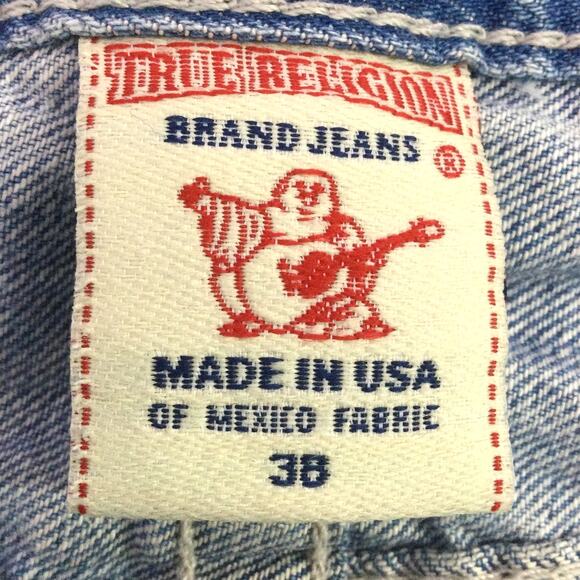 TRUE RELIGION
BRAND JEANS ®
MADE IN USA
OF MEXICO FABRIC
38